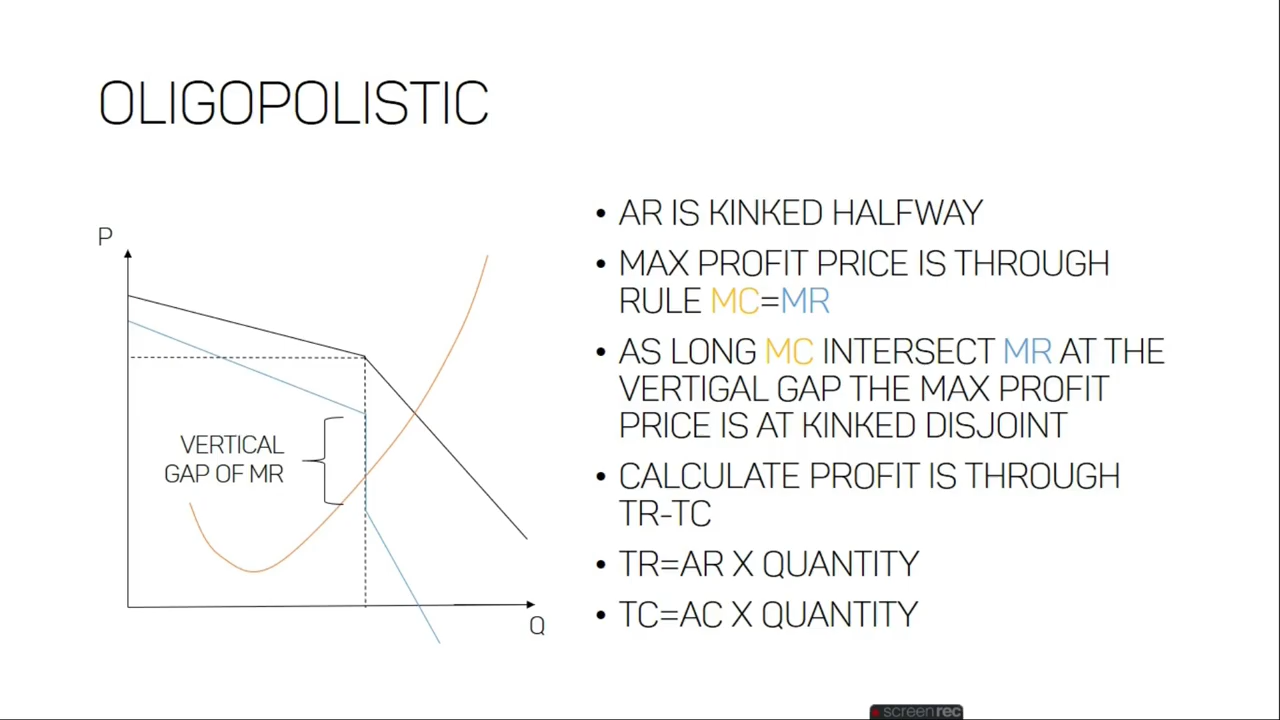 OLIGOPOLISTIC
P
VERTICAL
GAP OF MR
Q
• AR IS KINKED HALFWAY
• MAX PROFIT PRICE IS THROUGH
RULE MC=MR
• AS LONG MC INTERSECT MR AT THE
VERTIGAL GAP THE MAX PROFIT
PRICE IS AT KINKED DISJOINT
• CALCULATE PROFIT IS THROUGH
TR-TC
• TR=AR X QUANTITY
• TC=AC X QUANTITY
screenrec